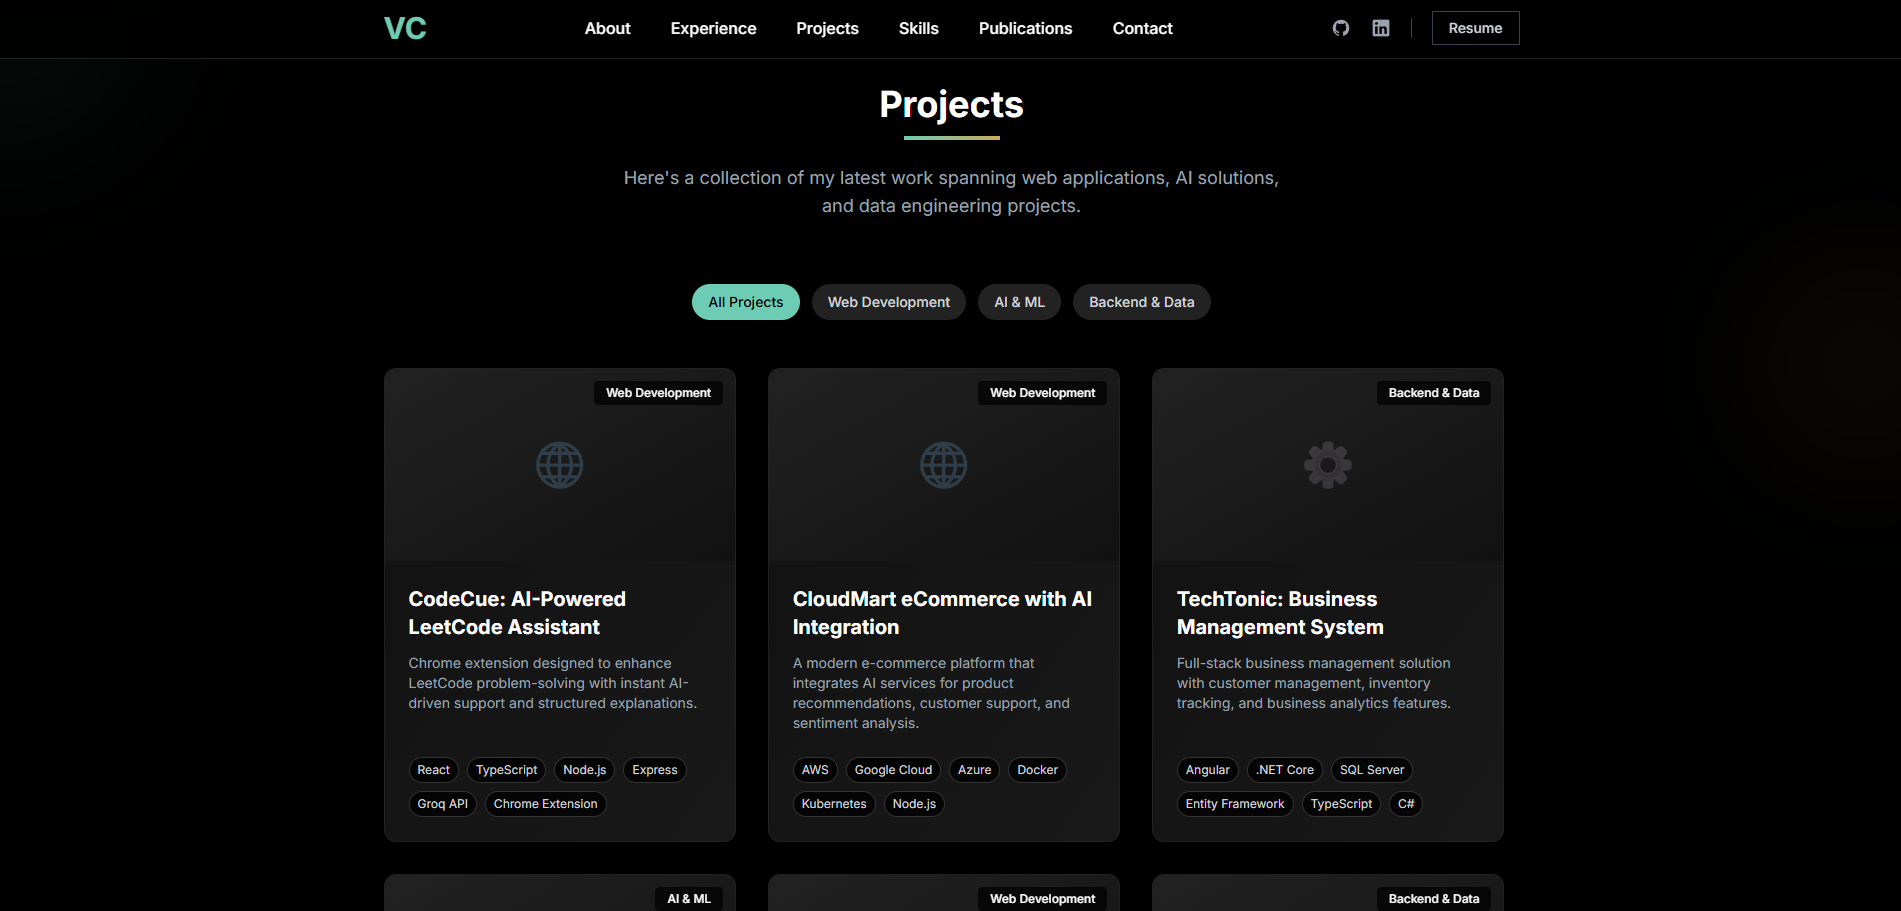 VC
About
Experience
Projects
Skills
Publications
Contact
Resume
Projects
Here's a collection of my latest work spanning web applications, AI solutions,
and data engineering projects.
All Projects
Web Development
AI & ML
Backend & Data
Web Development
CodeCue: AI-Powered
LeetCode Assistant
Chrome extension designed to enhance
LeetCode problem-solving with instant AI-
driven support and structured explanations.
React
TypeScript
Node.js
Express
Groq API
Chrome Extension
Web Development
CloudMart eCommerce with AI
Integration
A modern e-commerce platform that
integrates AI services for product
recommendations, customer support, and
sentiment analysis.
AWS
Google Cloud
Azure
Docker
Kubernetes
Node.js
Backend & Data
TechTonic: Business
Management System
Full-stack business management solution
with customer management, inventory
tracking, and business analytics features.
Angular
.NET Core
SQL Server
Entity Framework
TypeScript
C#
AI & ML
Web Development
Backend & Data